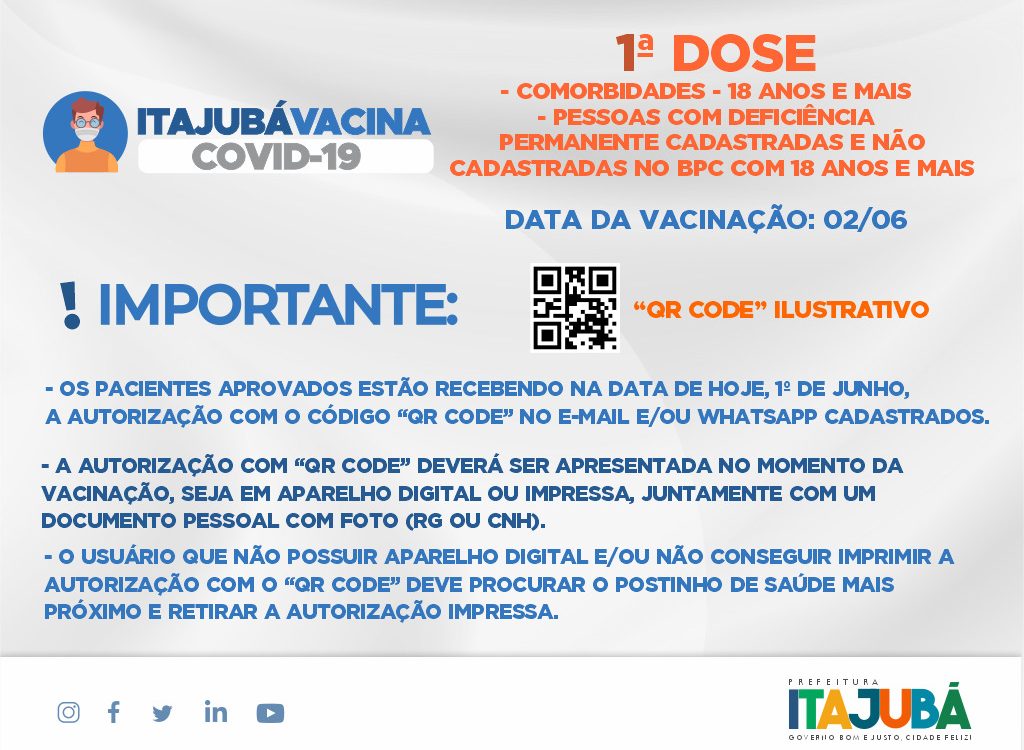 1ª DOSE
- COMORBIDADES - 18 ANOS E MAIS
- PESSOAS COM DEFICIÊNCIA
PERMANENTE CADASTRADAS E NÃO
CADASTRADAS NO BPC COM 18 ANOS E MAIS
ITAJUBÁVACINA
COVID-19
DATA DA VACINAÇÃO: 02/06
! IMPORTANTE:
“QR CODE” ILUSTRATIVO
- OS PACIENTES APROVADOS ESTÃO RECEBENDO NA DATA DE HOJE, 1º DE JUNHO,
A AUTORIZAÇÃO COM O CÓDIGO “QR CODE” NO E-MAIL E/OU WHATSAPP CADASTRADOS.
- A AUTORIZAÇÃO COM “QR CODE” DEVERÁ SER APRESENTADA NO MOMENTO DA
VACINAÇÃO, SEJA EM APARELHO DIGITAL OU IMPRESSA, JUNTAMENTE COM UM
DOCUMENTO PESSOAL COM FOTO (RG OU CNH).
- O USUÁRIO QUE NÃO POSSUIR APARELHO DIGITAL E/OU NÃO CONSEGUIR IMPRIMIR A
AUTORIZAÇÃO COM O “QR CODE” DEVE PROCURAR O POSTINHO DE SAÚDE MAIS
PRÓXIMO E RETIRAR A AUTORIZAÇÃO IMPRESSA.
PREFEITURA
ITAJUBÁ
GOVERNO BOM E JUSTO, CIDADE FELIZ!